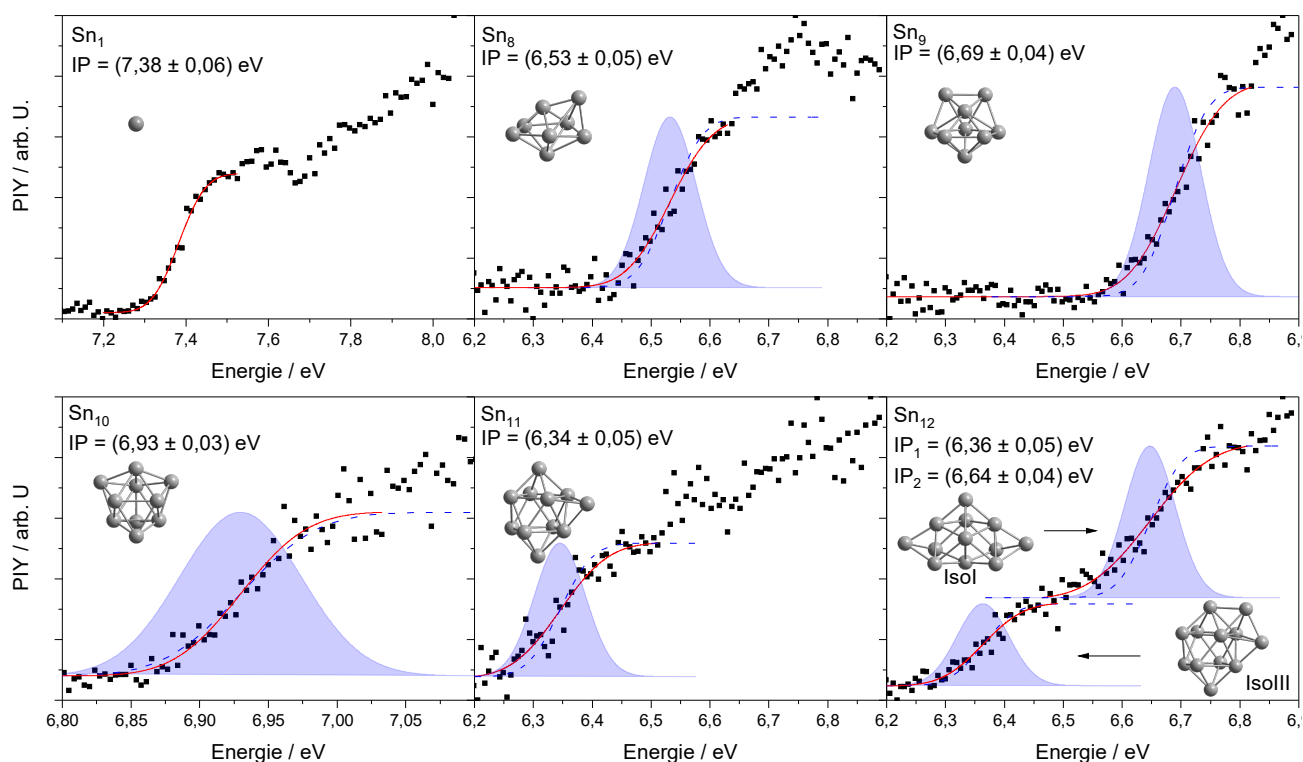 Sn1
IP = (7,38 ± 0,06) eV
PIY / arb. U.
7,2
7,4
7,6
7,8
8,0
Energie / eV
Sn8
IP = (6,53 ± 0,05) eV
6,2
6,3
6,4
6,5
6,6
6,7
6,8
Energie / eV
Sn9
IP = (6,69 ± 0,04) eV
6,2
6,3
6,4
6,5
6,6
6,7
6,8
Energie / eV
Sn10
IP = (6,93 ± 0,03) eV
PIY / arb. U
6,80
6,85
6,90
6,95
7,00
7,05
Energie / eV
Sn11
IP = (6,34 ± 0,05) eV
6,2
6,3
6,4
6,5
6,6
6,7
6,8
Energie / eV
Sn12
IP1 = (6,36 ± 0,05) eV
IP2 = (6,64 ± 0,04) eV
IsoI
IsoIII
6,2
6,3
6,4
6,5
6,6
6,7
6,8
Energie / eV